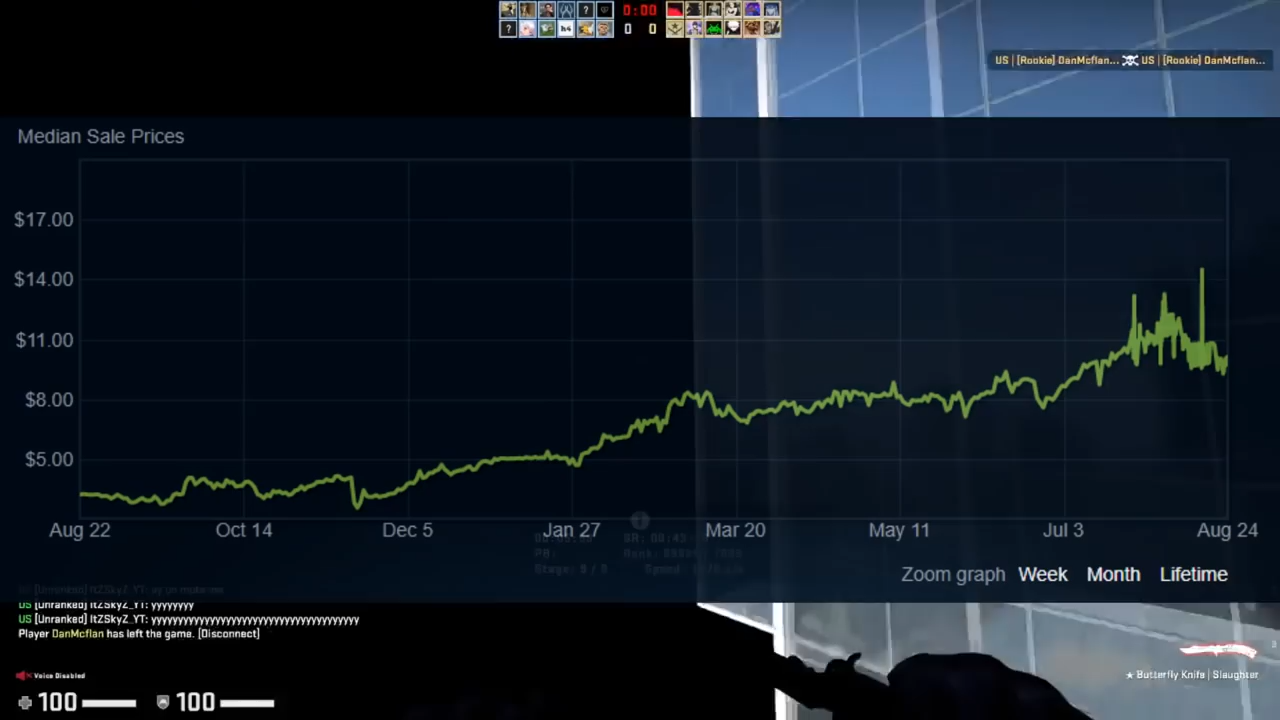 0:00
0 0
US | [Rookie] DanMcflan... US | [Rookie] DanMcflan...
Median Sale Prices
$17.00
$14.00
$11.00
$8.00
$5.00
Aug 22 Oct 14 Dec 5 Jan 27 Mar 20 May 11 Jul 3 Aug 24
PB:
Zoom graph Week Month Lifetime
US [Unranked] ItZSkyZ_YT: yyyyyyy
US [Unranked] ItZSkyZ_YT: yyyyyyyyyyyyyyyyyyyyyyyyyyyyyyyyyyyyy
Player DanMcflan has left the game. (Disconnect)
★ Butterfly Knife | Slaughter
Voice Disabled
100 100